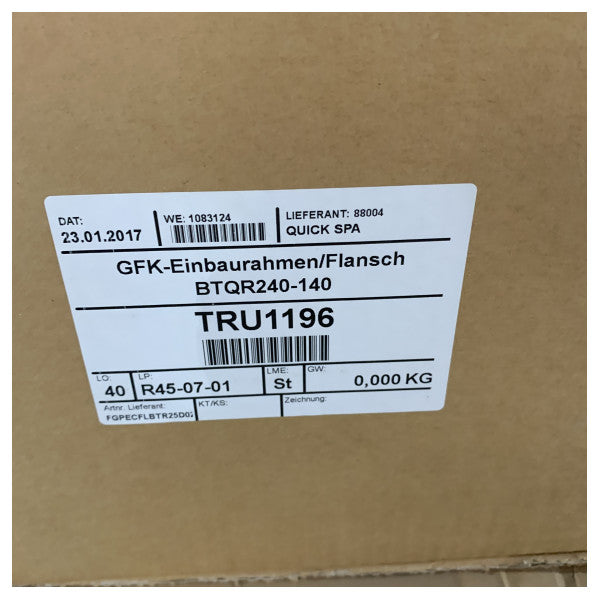 DAT: WE: 1083124 LIEFERANT: 88004
23.01.2017 QUICK SPA
GFK-Einbaurahmen/Flansch
BTQR240-140
TRU1196
LO: LP: LME: GW:
40 R45-07-01 St 0,000 KG
Artnr. Lieferant: KT/KS: Zeichnung: